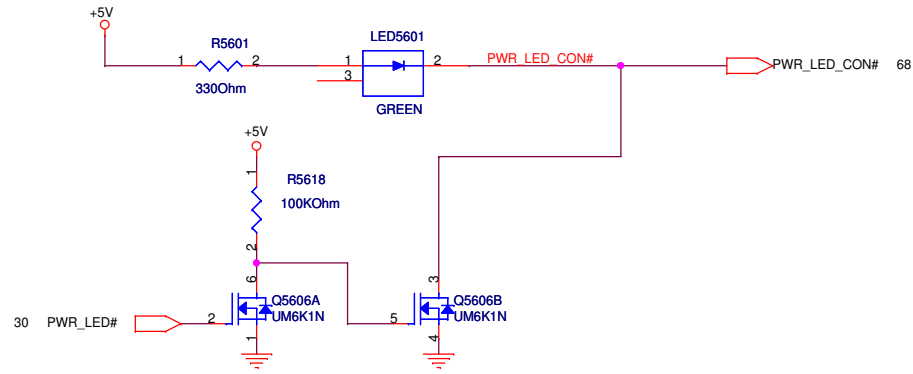 +5V
R5601
1
2
330Ohm
LED5601
1
2
3
GREEN
PWR_LED_CON#
PWR_LED_CON# 68
+5V
1
R5618
100KOhm
2
6
Q5606A
UM6K1N
30 PWR_LED#
2
1
3
Q5606B
UM6K1N
5
4